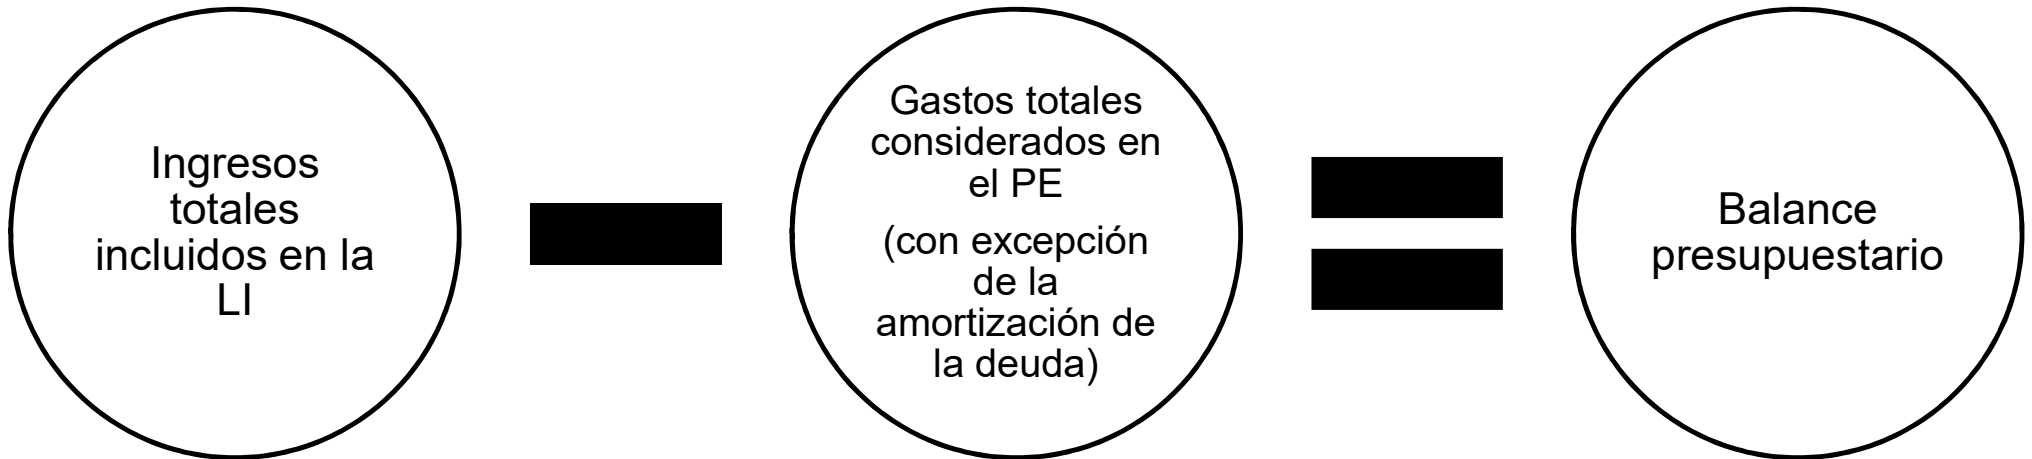 Ingresos
totales
incluidos en la
LI
Gastos totales
considerados en
el PE
(con excepción
de la
amortización de
la deuda)
Balance
presupuestario